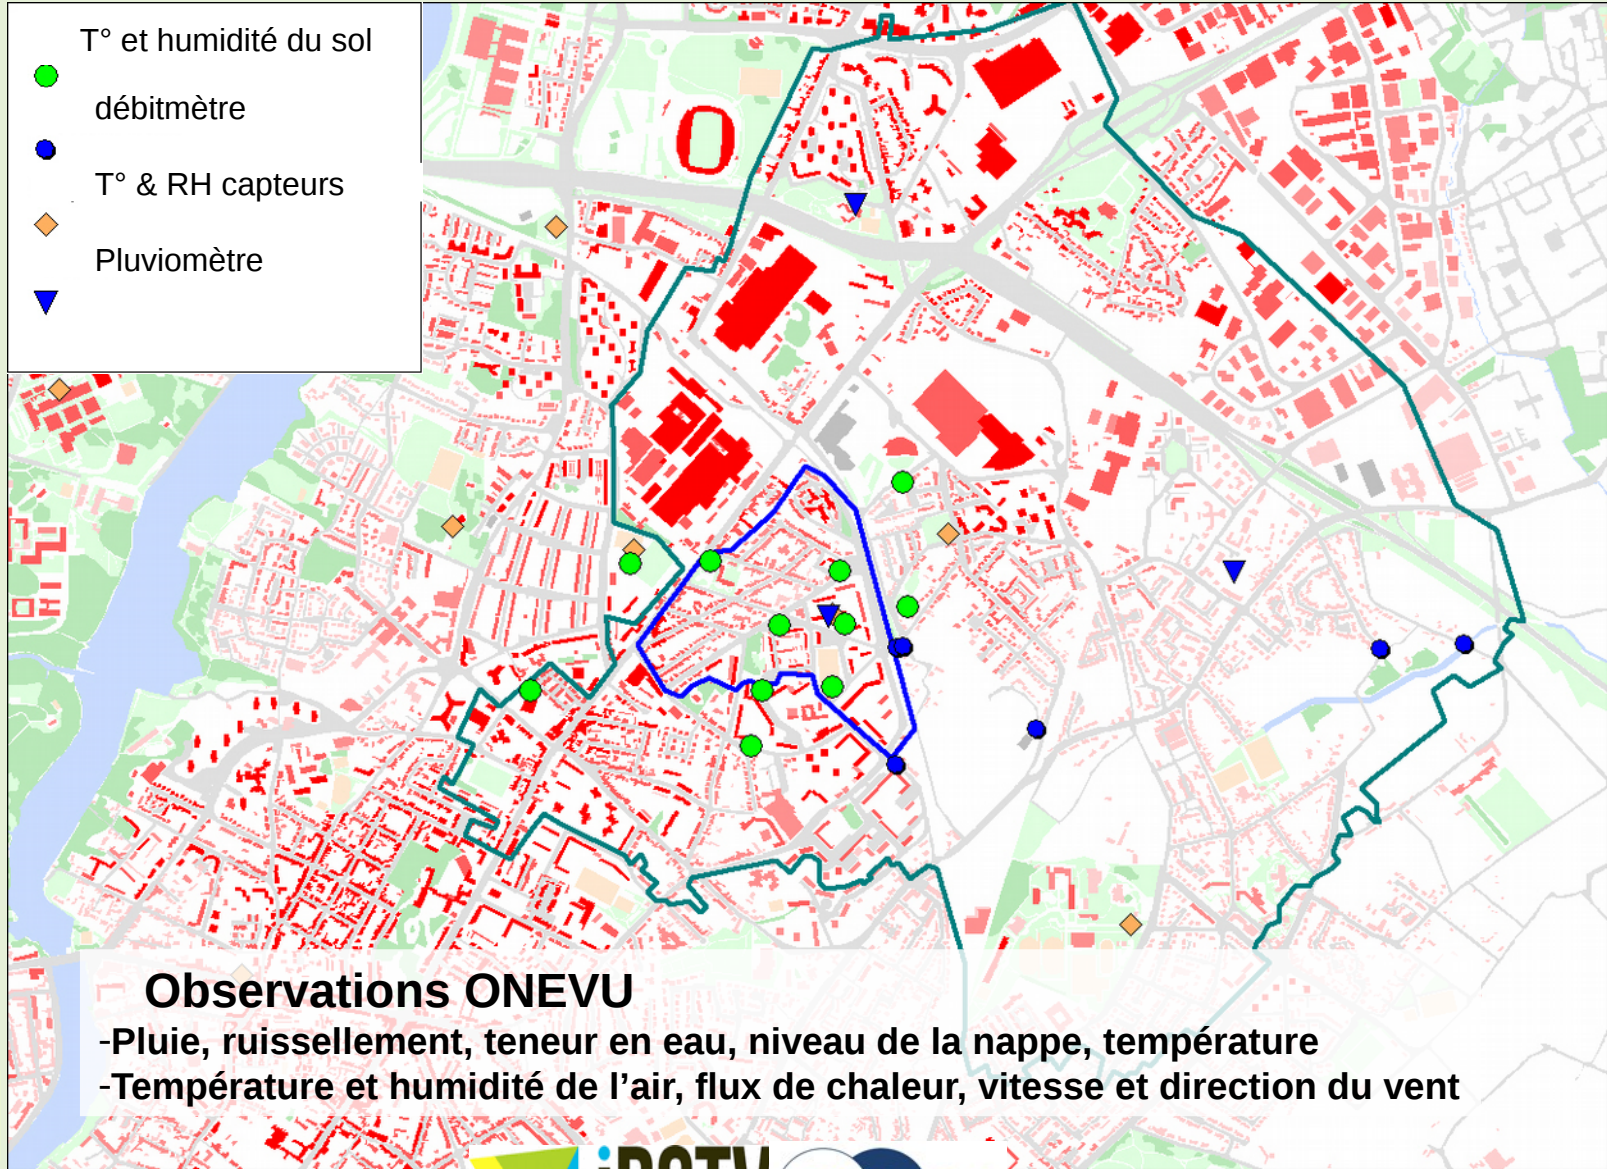 T° et humidité du sol
débitmètre
T° & RH capteurs
Pluviomètre
Observations ONEVU
-Pluie, ruissellement, teneur en eau, niveau de la nappe, température
-Température et humidité de l’air, flux de chaleur, vitesse et direction du vent